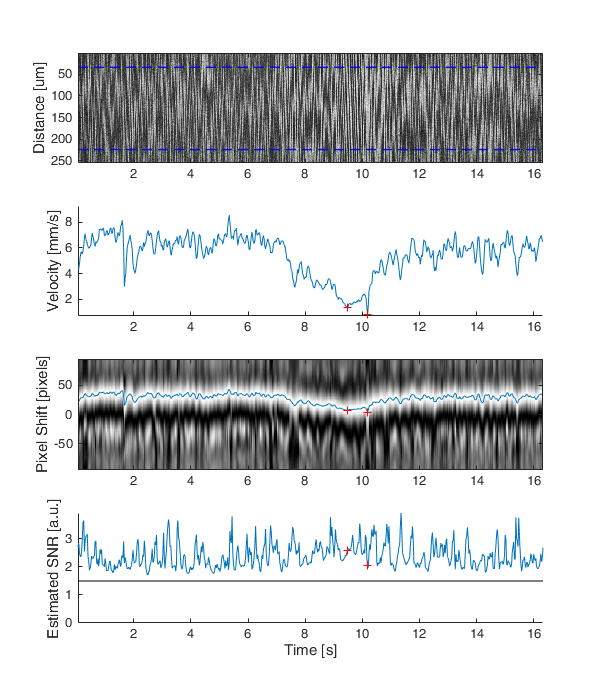 Distance [um]
50
100
150
200
250
2 4 6 8 10 12 14 16
Velocity [mm/s]
8
6
4
2
2 4 6 8 10 12 14 16
Pixel Shift [pixels]
50
0
-50
2 4 6 8 10 12 14 16
Estimated SNR [a.u.]
3
2
1
0
2 4 6 8 10 12 14 16
Time [s]